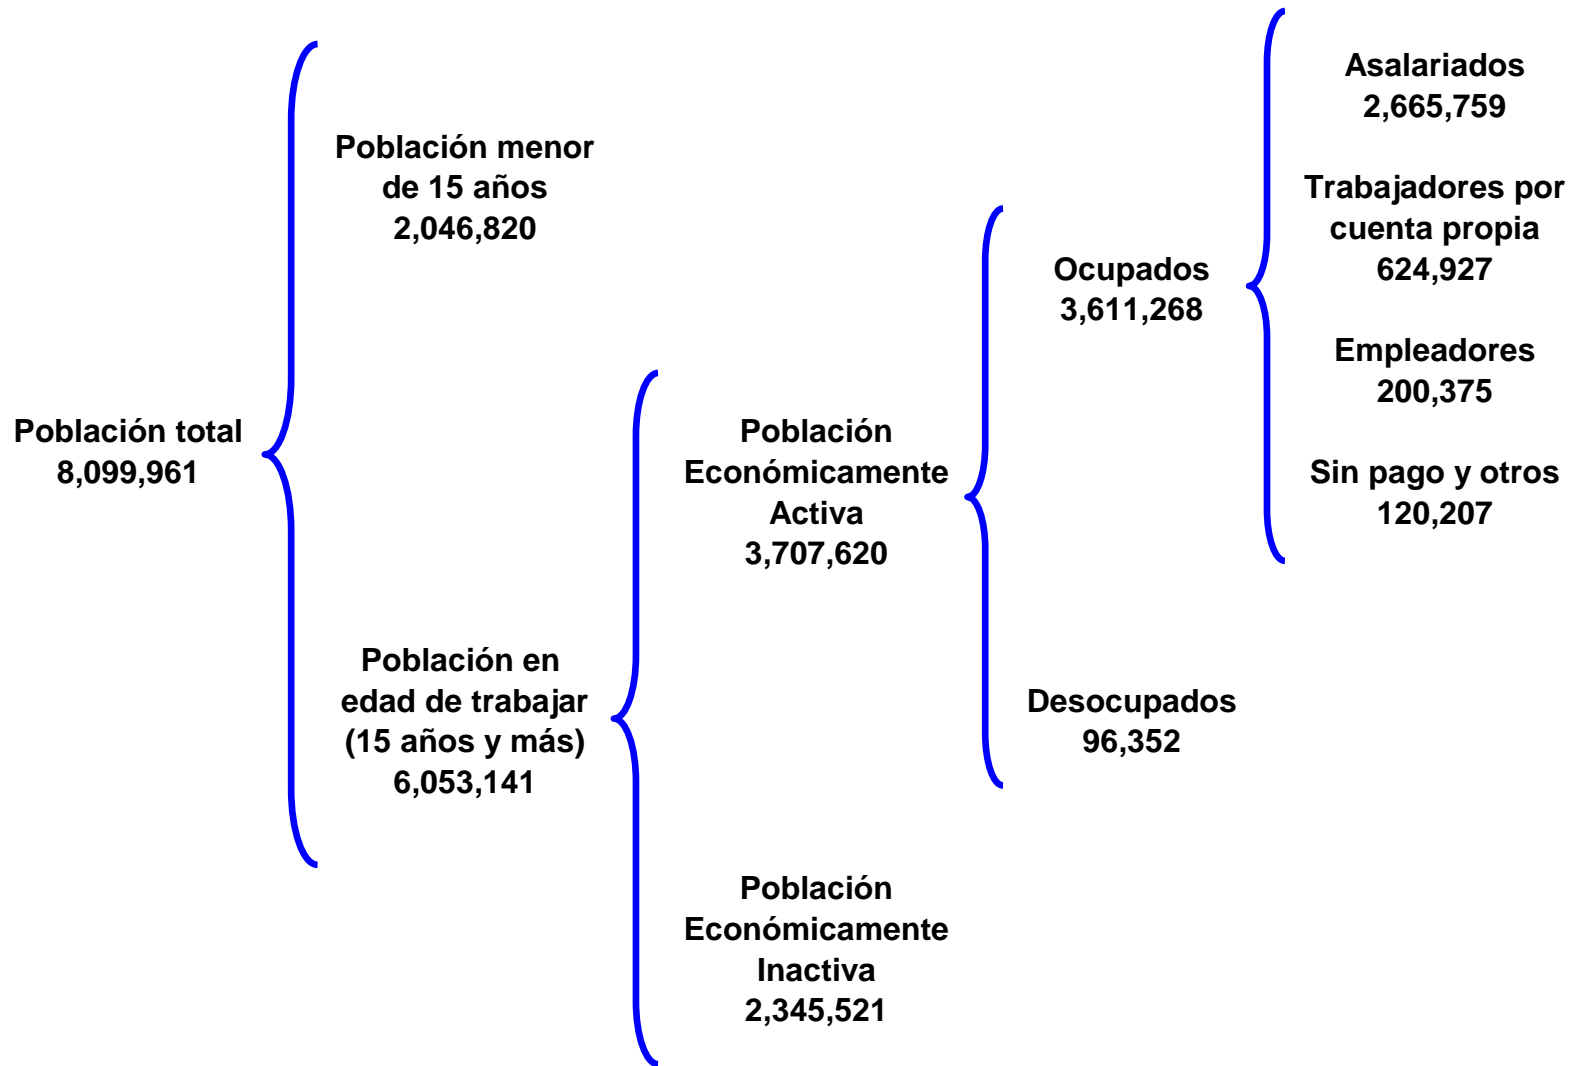 Población total
8,099,961
Población menor
de 15 años
2,046,820
Población en
edad de trabajar
(15 años y más)
6,053,141
Población
Económicamente
Activa
3,707,620
Población
Económicamente
Inactiva
2,345,521
Ocupados
3,611,268
Desocupados
96,352
Asalariados
2,665,759
Trabajadores por
cuenta propia
624,927
Empleadores
200,375
Sin pago y otros
120,207